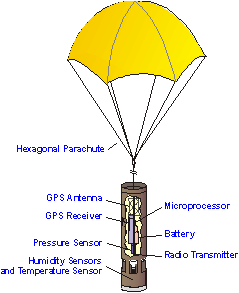 Hexagonal Parachute
GPS Antenna
GPS Receiver
Pressure Sensor
Humidity Sensors
and Temperature Sensor
Microprocessor
Battery
Radio Transmitter